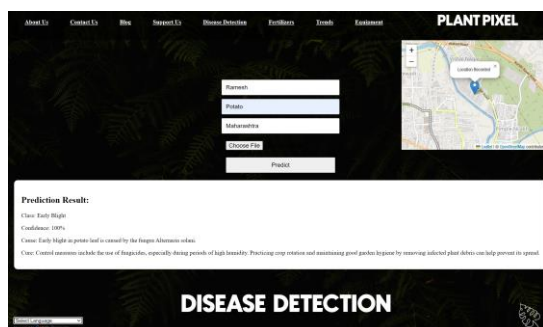 About Us Contact Us Blog Support Us Disease Detection Fertilizers Trends Equipment
PLANT PIXEL
+
−
Location Recorded ×
Ramesh
Potato
Maharashtra
Choose File
Predict
Leaflet | © OpenStreetMap contributors
Prediction Result:
Class: Early Blight
Confidence: 100%
Cause: Early blight in potato leaf is caused by the fungus Alternaria solani.
Cure: Control measures include the use of fungicides, especially during periods of high humidity. Practicing crop rotation and maintaining good garden hygiene by removing infected plant debris can help prevent its spread.
DISEASE DETECTION
Select Language